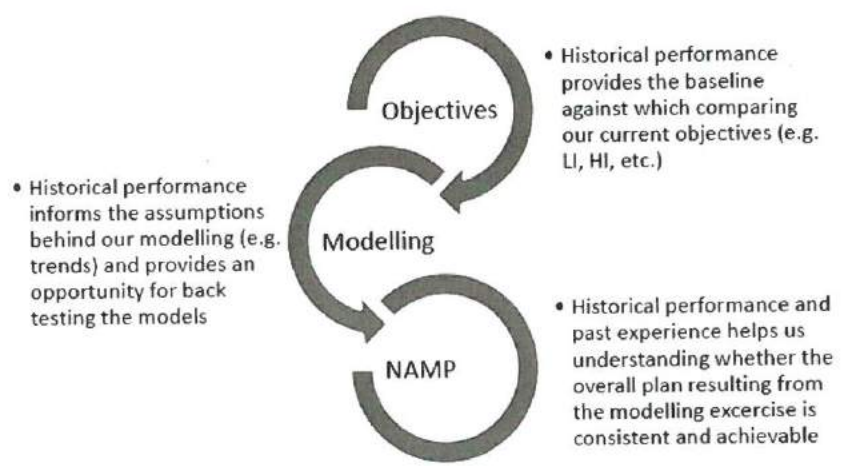 Objectives
• Historical performance
provides the baseline
against which comparing
our current objectives (e.g.
LI, HI, etc.)
• Historical performance
informs the assumptions
behind our modelling (e.g.
trends) and provides an
opportunity for back
testing the models
Modelling
NAMP
• Historical performance and
past experience helps us
understanding whether the
overall plan resulting from
the modelling excercise is
consistent and achievable